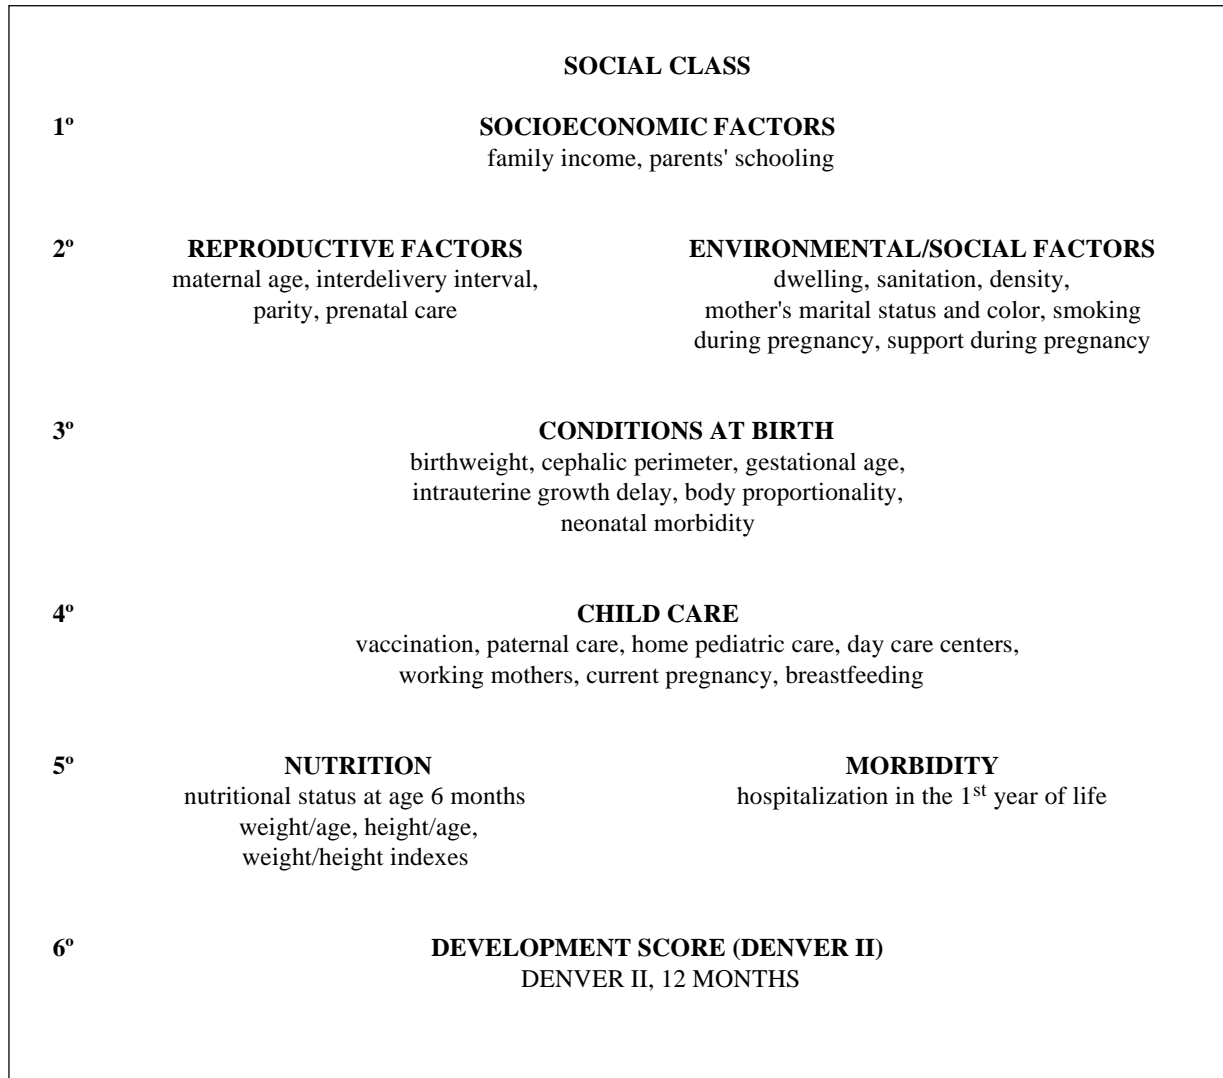 SOCIAL CLASS
1º SOCIOECONOMIC FACTORS
family income, parents' schooling
2º REPRODUCTIVE FACTORS ENVIRONMENTAL/SOCIAL FACTORS
maternal age, interdelivery interval, dwelling, sanitation, density,
parity, prenatal care mother's marital status and color, smoking
during pregnancy, support during pregnancy
3º CONDITIONS AT BIRTH
birthweight, cephalic perimeter, gestational age,
intrauterine growth delay, body proportionality,
neonatal morbidity
4º CHILD CARE
vaccination, paternal care, home pediatric care, day care centers,
working mothers, current pregnancy, breastfeeding
5º NUTRITION MORBIDITY
nutritional status at age 6 months hospitalization in the 1st year of life
weight/age, height/age,
weight/height indexes
6º DEVELOPMENT SCORE (DENVER II)
DENVER II, 12 MONTHS